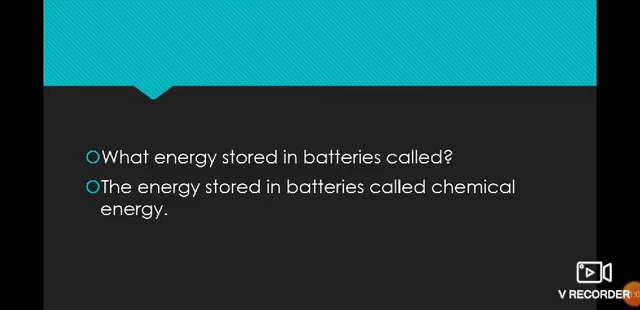 What energy stored in batteries called?
The energy stored in batteries called chemical
energy.
V RECORDER